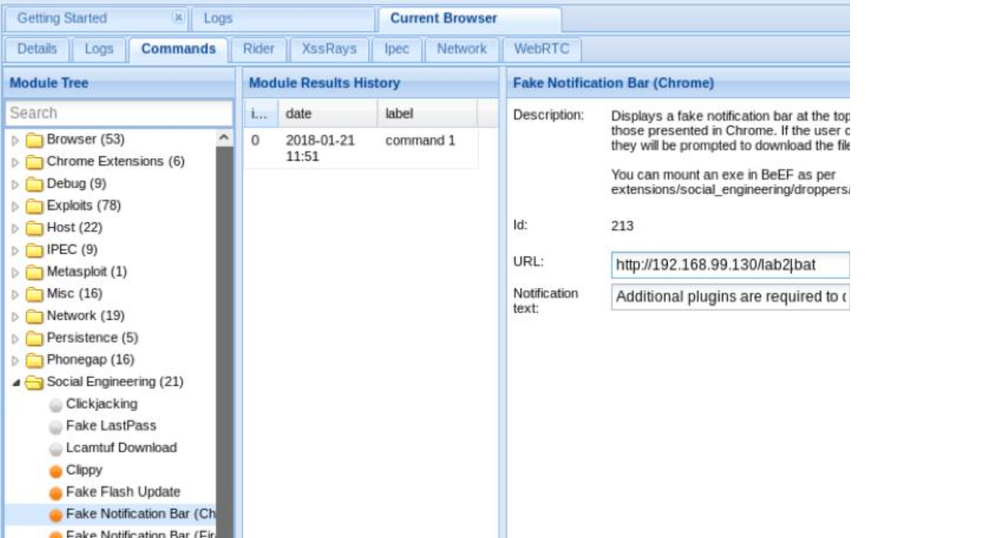 Getting Started
Logs
Current Browser
Details
Logs
Commands
Rider
XssRays
Ipec
Network
WebRTC
Module Tree
Search
Browser (53)
Chrome Extensions (6)
Debug (9)
Exploits (78)
Host (22)
IPEC (9)
Metasploit (1)
Misc (16)
Network (19)
Persistence (5)
Phonegap (16)
Social Engineering (21)
Clickjacking
Fake LastPass
Lcamtuf Download
Clippy
Fake Flash Update
Fake Notification Bar (Ch
Fake Notification Bar (Fir
Module Results History
i... date label
0 2018-01-21 command 1
11:51
Fake Notification Bar (Chrome)
Description: Displays a fake notification bar at the top
those presented in Chrome. If the user c
they will be prompted to download the file
You can mount an exe in BeEF as per
extensions/social_engineering/droppers/
Id: 213
URL: http://192.168.99.130/lab2.bat
Notification Additional plugins are required to
text: